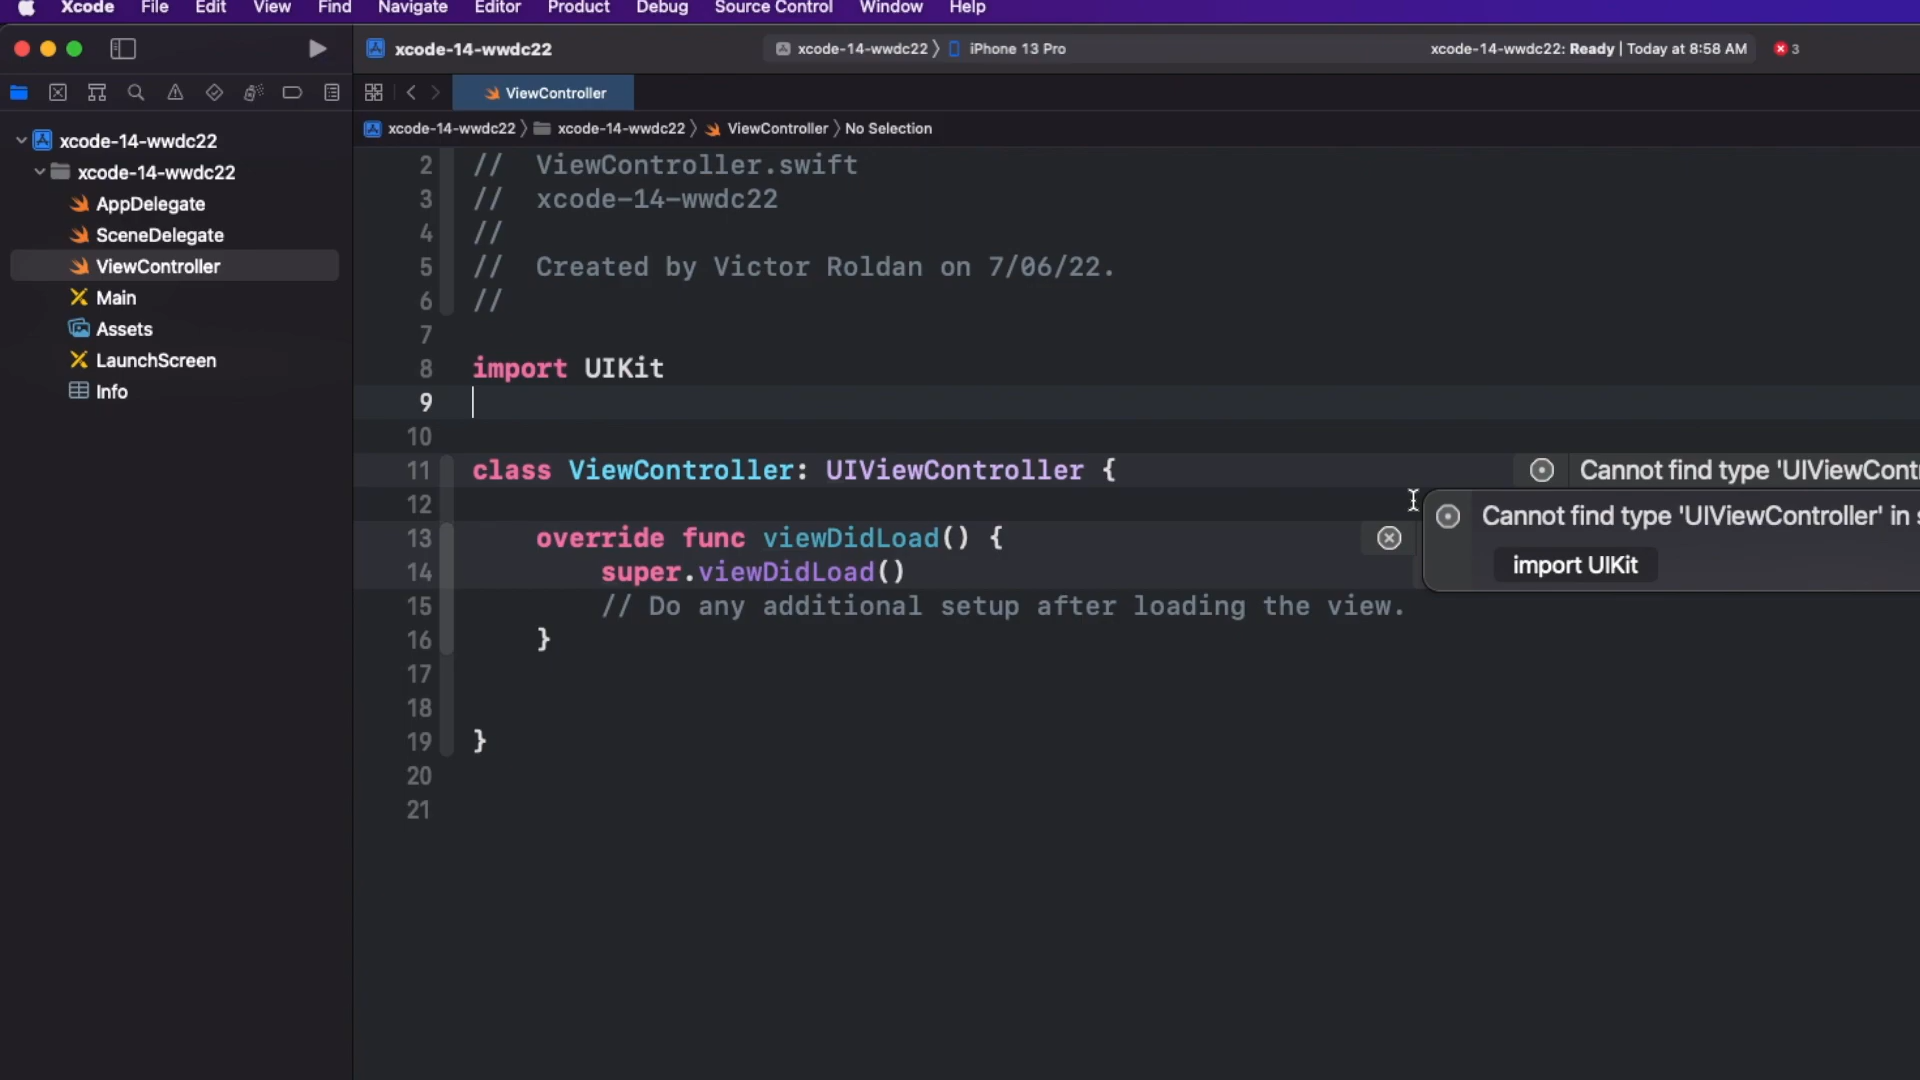 Xcode File Edit View Find Navigate Editor Product Debug Source Control Window Help
xcode-14-wwdc22
xcode-14-wwdc22 〉 iPhone 13 Pro
xcode-14-wwdc22: Ready | Today at 8:58 AM
3
ViewController
xcode-14-wwdc22 〉 xcode-14-wwdc22 〉 ViewController 〉 No Selection
xcode-14-wwdc22
xcode-14-wwdc22
AppDelegate
SceneDelegate
ViewController
Main
Assets
LaunchScreen
Info
2 //  ViewController.swift
3 //  xcode-14-wwdc22
4 //
5 //  Created by Victor Roldan on 7/06/22.
6 //
7
8 import UIKit
9
10
11 class ViewController: UIViewController {
Cannot find type 'UIViewContr
12
Cannot find type 'UIViewController' in s
import UIKit
13     override func viewDidLoad() {
14         super.viewDidLoad()
15         // Do any additional setup after loading the view.
16     }
17
18
19 }
20
21